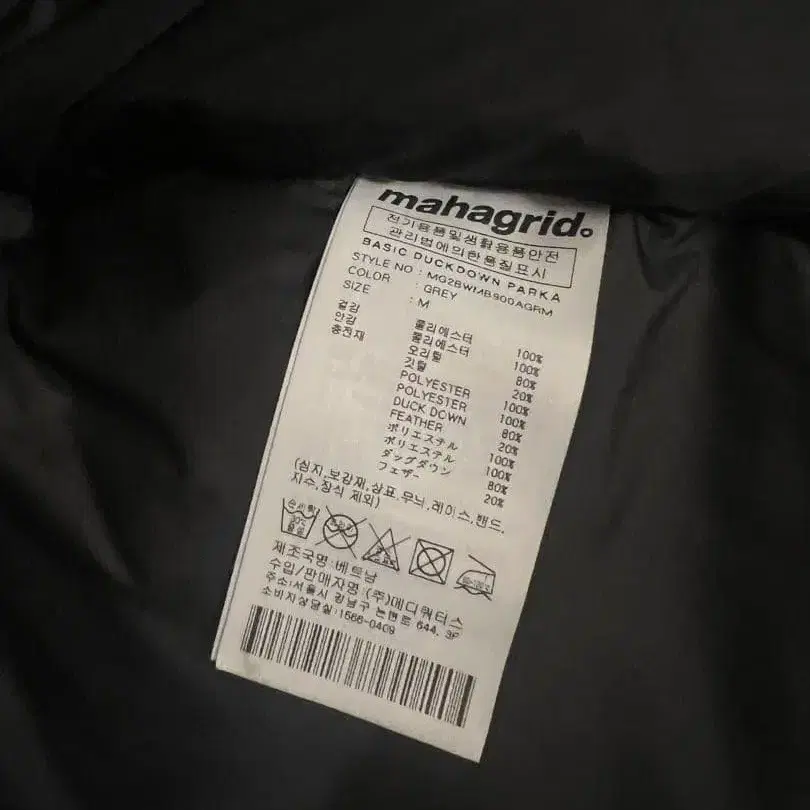 mahagrid.
전기용품및생활용품안전
관리법에의한품질표시
BASIC DUCKDOWN PARKA
STYLE NO : MG2BWMB900AGRM
COLOR : GREY
SIZE : M
겉감 폴리에스터 100%
안감 폴리에스터 100%
충전재 오리털 80%
깃털 20%
POLYESTER 100%
POLYESTER 100%
DUCK DOWN 80%
FEATHER 20%
ポリエステル 100%
ポリエステル 100%
ダックダウン 80%
フェザー 20%
(심지,보강재,상표,무늬,레이스,밴드,
지수,장식 제외)
손세탁
30℃
중성
제조국명:베트남
수입/판매자명:(주)메디쿼터스
주소:서울시 강남구 논현로 644, 3F
소비자상담실:1566-0409